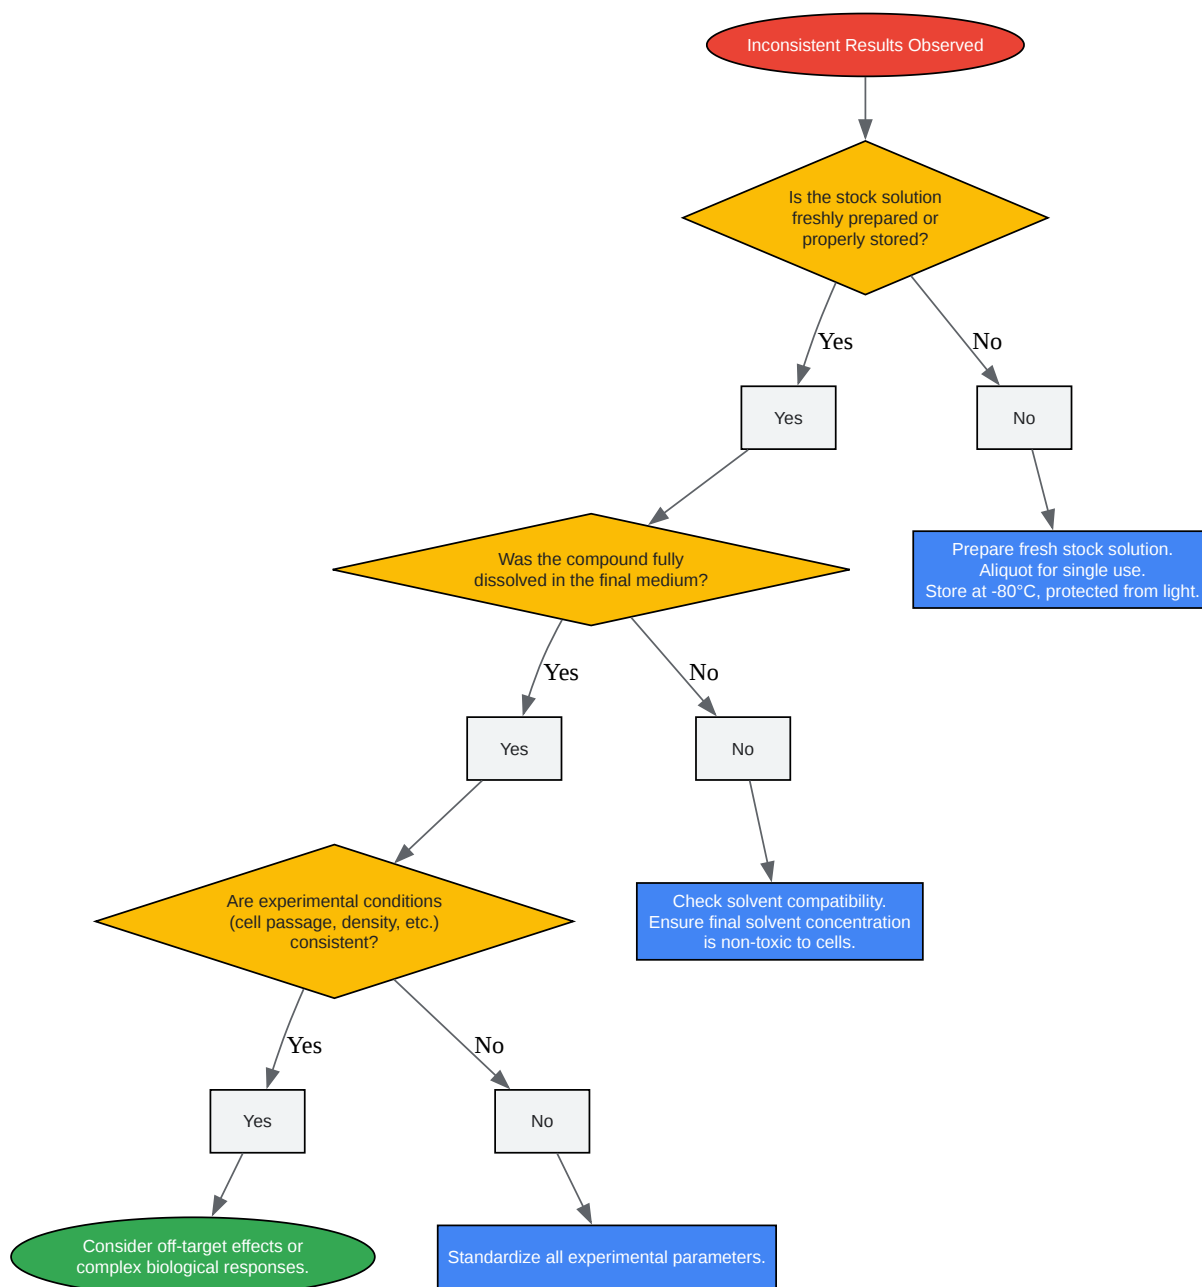 Inconsistent Results Observed
Is the stock solution
freshly prepared or
properly stored?
Yes
No
Yes
No
Prepare fresh stock solution.
Aliquot for single use.
Store at -80°C, protected from light.
Was the compound fully
dissolved in the final medium?
Yes
No
Yes
No
Check solvent compatibility.
Ensure final solvent concentration
is non-toxic to cells.
Are experimental conditions
(cell passage, density, etc.)
consistent?
Yes
No
Yes
No
Consider off-target effects or
complex biological responses.
Standardize all experimental parameters.